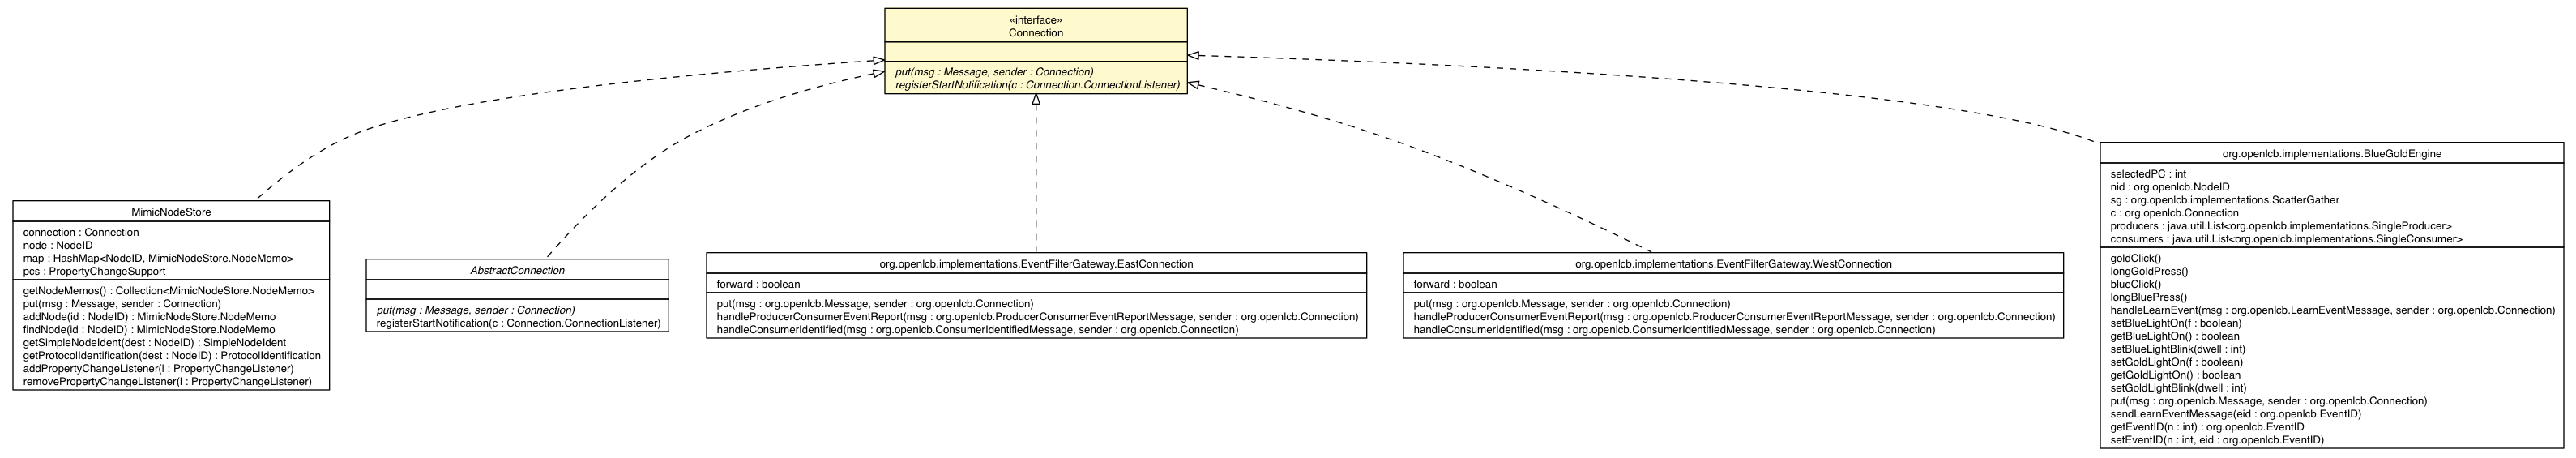 «interface»
Connection
put(msg : Message, sender : Connection)
registerStartNotification(c : Connection.ConnectionListener)
MimicNodeStore
connection : Connection
node : NodeID
map : HashMap<NodeID, MimicNodeStore.NodeMemo>
pcs : PropertyChangeSupport
getNodeMemos() : Collection<MimicNodeStore.NodeMemo>
put(msg : Message, sender : Connection)
addNode(id : NodeID) : MimicNodeStore.NodeMemo
findNode(id : NodeID) : MimicNodeStore.NodeMemo
getSimpleNodeIdent(dest : NodeID) : SimpleNodeIdent
getProtocolIdentification(dest : NodeID) : ProtocolIdentification
addPropertyChangeListener(l : PropertyChangeListener)
removePropertyChangeListener(l : PropertyChangeListener)
AbstractConnection
put(msg : Message, sender : Connection)
registerStartNotification(c : Connection.ConnectionListener)
org.openlcb.implementations.EventFilterGateway.EastConnection
forward : boolean
put(msg : org.openlcb.Message, sender : org.openlcb.Connection)
handleProducerConsumerEventReport(msg : org.openlcb.ProducerConsumerEventReportMessage, sender : org.openlcb.Connection)
handleConsumerIdentified(msg : org.openlcb.ConsumerIdentifiedMessage, sender : org.openlcb.Connection)
org.openlcb.implementations.EventFilterGateway.WestConnection
forward : boolean
put(msg : org.openlcb.Message, sender : org.openlcb.Connection)
handleProducerConsumerEventReport(msg : org.openlcb.ProducerConsumerEventReportMessage, sender : org.openlcb.Connection)
handleConsumerIdentified(msg : org.openlcb.ConsumerIdentifiedMessage, sender : org.openlcb.Connection)
org.openlcb.implementations.BlueGoldEngine
selectedPC : int
nid : org.openlcb.NodeID
sg : org.openlcb.implementations.ScatterGather
c : org.openlcb.Connection
producers : java.util.List<org.openlcb.implementations.SingleProducer>
consumers : java.util.List<org.openlcb.implementations.SingleConsumer>
goldClick()
longGoldPress()
blueClick()
longBluePress()
handleLearnEvent(msg : org.openlcb.LearnEventMessage, sender : org.openlcb.Connection)
setBlueLightOn(f : boolean)
getBlueLightOn() : boolean
setBlueLightBlink(dwell : int)
setGoldLightOn(f : boolean)
getGoldLightOn() : boolean
setGoldLightBlink(dwell : int)
put(msg : org.openlcb.Message, sender : org.openlcb.Connection)
sendLearnEventMessage(eid : org.openlcb.EventID)
getEventID(n : int) : org.openlcb.EventID
setEventID(n : int, eid : org.openlcb.EventID)